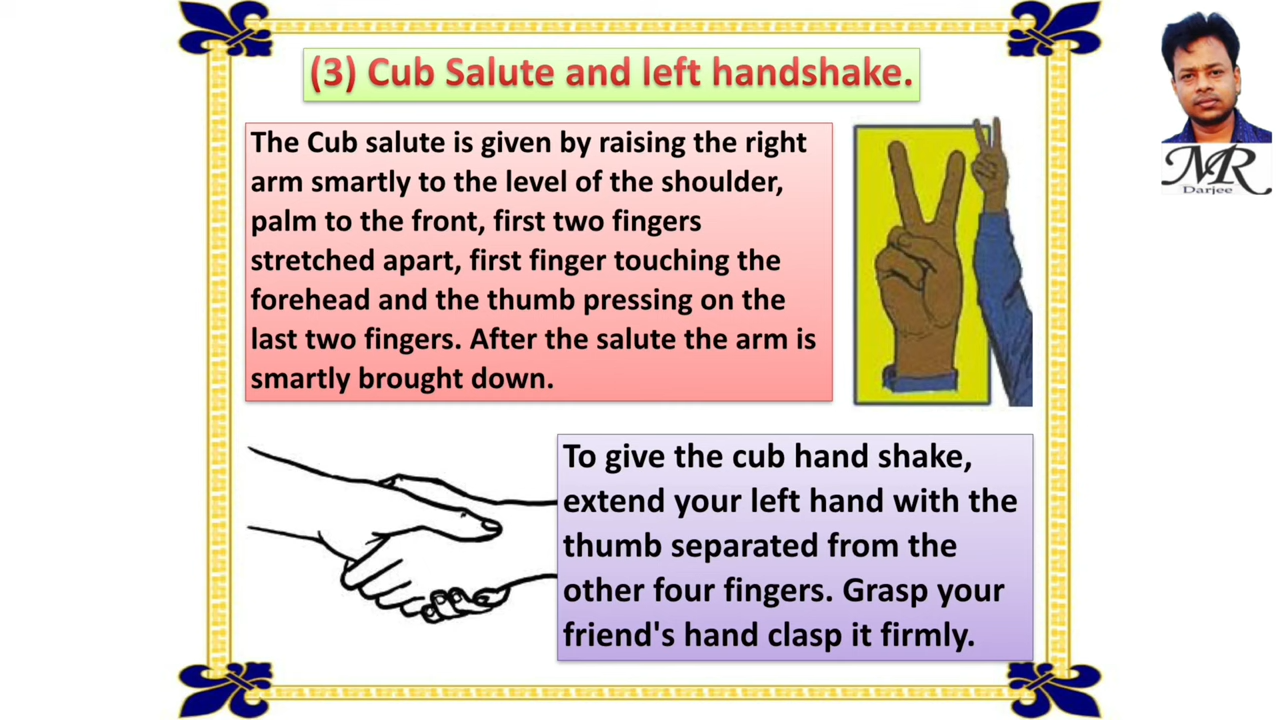 (3) Cub Salute and left handshake.
The Cub salute is given by raising the right
arm smartly to the level of the shoulder,
palm to the front, first two fingers
stretched apart, first finger touching the
forehead and the thumb pressing on the
last two fingers. After the salute the arm is
smartly brought down.
To give the cub hand shake,
extend your left hand with the
thumb separated from the
other four fingers. Grasp your
friend's hand clasp it firmly.
MR
Darjee